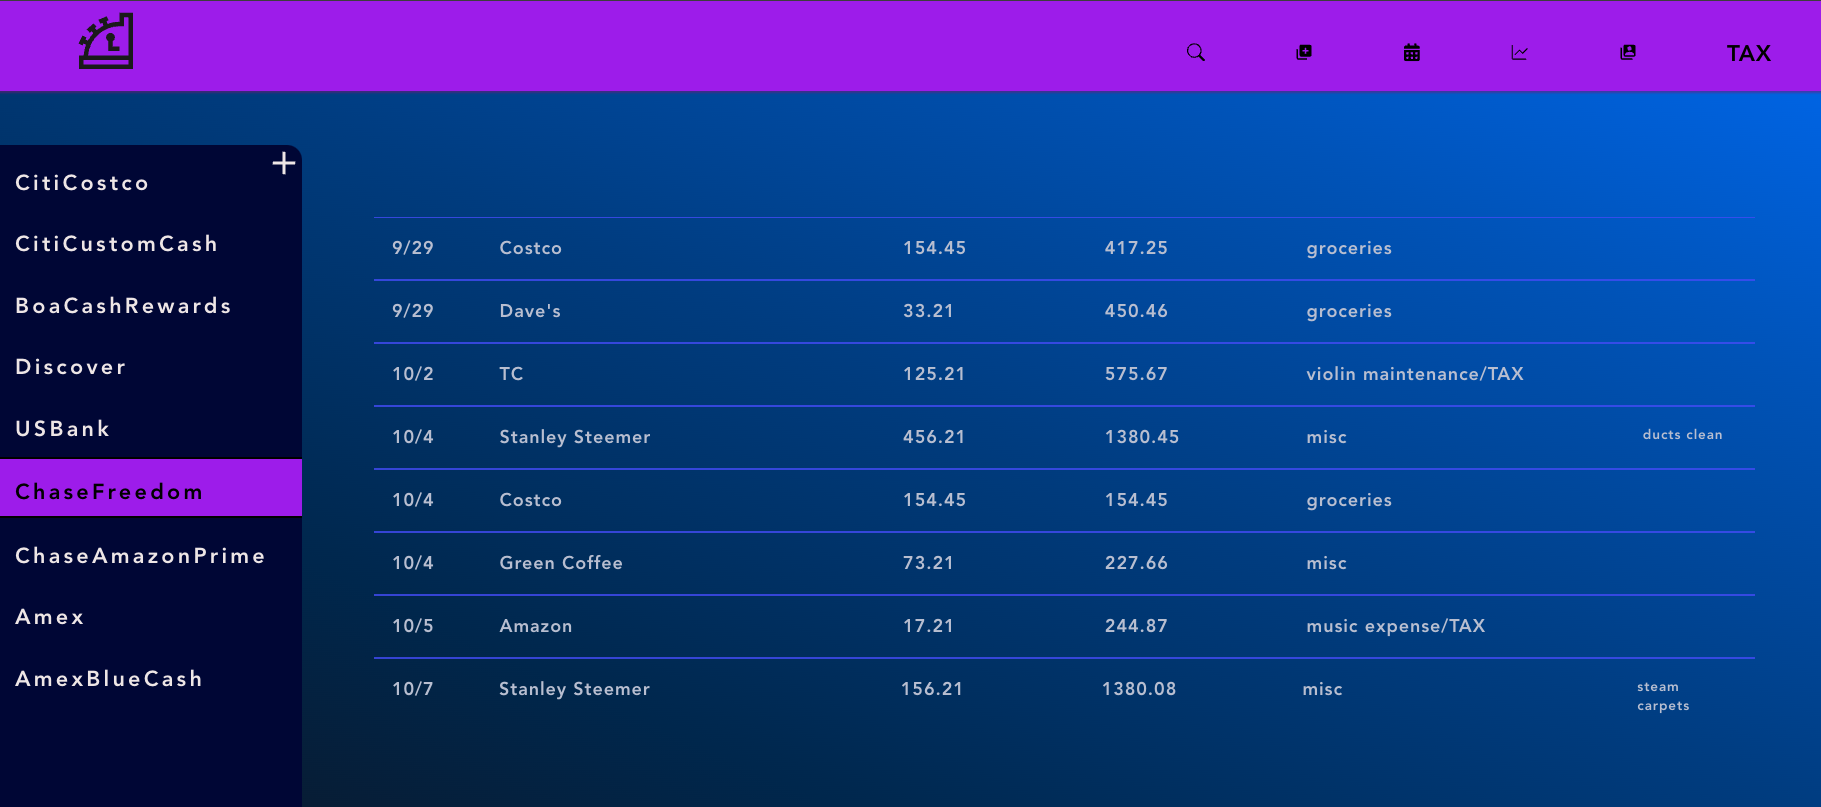 TAX
CitiCostco
CitiCustomCash
BoaCashRewards
Discover
USBank
ChaseFreedom
ChaseAmazonPrime
Amex
AmexBlueCash
9/29 Costco 154.45 417.25 groceries
9/29 Dave's 33.21 450.46 groceries
10/2 TC 125.21 575.67 violin maintenance/TAX
10/4 Stanley Steemer 456.21 1380.45 misc ducts clean
10/4 Costco 154.45 154.45 groceries
10/4 Green Coffee 73.21 227.66 misc
10/5 Amazon 17.21 244.87 music expense/TAX
10/7 Stanley Steemer 156.21 1380.08 misc steam
carpets